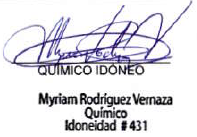 QUÍMICO IDÓNEO
Myriam Rodríguez Vernaza
Químico
Idoneidad # 431